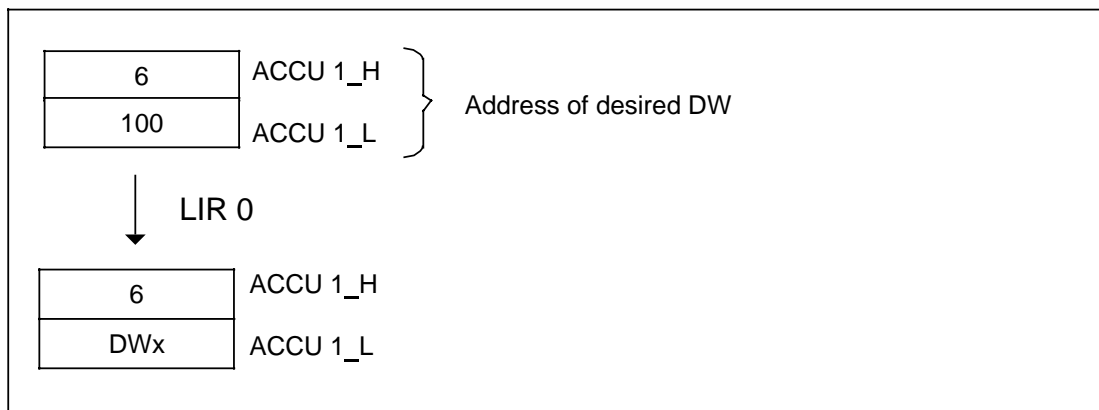 6 ACCU 1_H
100 ACCU 1_L
Address of desired DW
LIR 0
6 ACCU 1_H
DWx ACCU 1_L